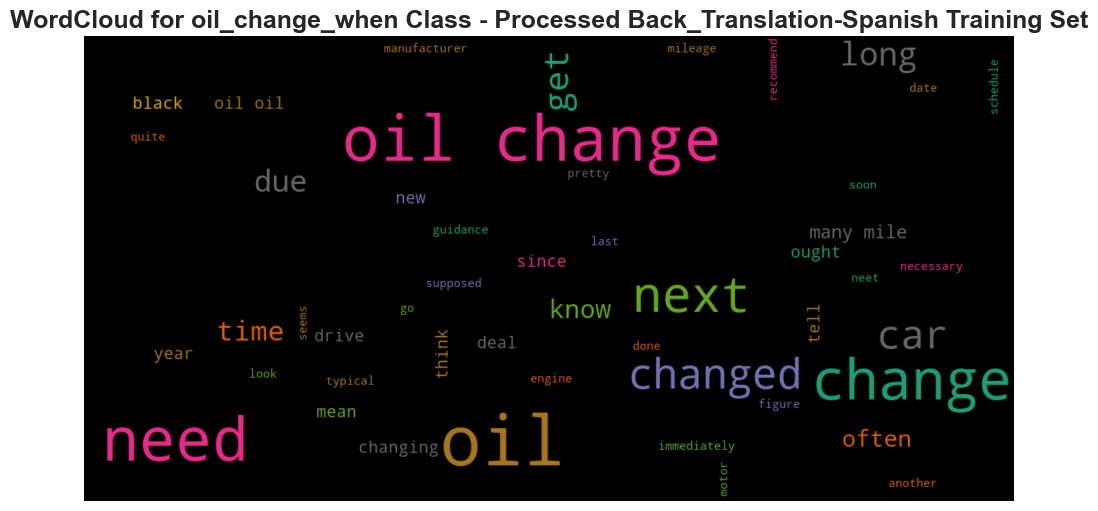 WordCloud for oil_change_when Class - Processed Back_Translation-Spanish Training Set
manufacturer
mileage
recommend
long
get
schedule
date
black
oil oil
quite
oil change
due
pretty
new
soon
guidance
last
many mile
ought
since
necessary
supposed
neet
next
know
go
time
seems
drive
tell
car
year
think
deal
done
look
typical
engine
changed
change
figure
mean
need
oil
changing
immediately
often
motor
another